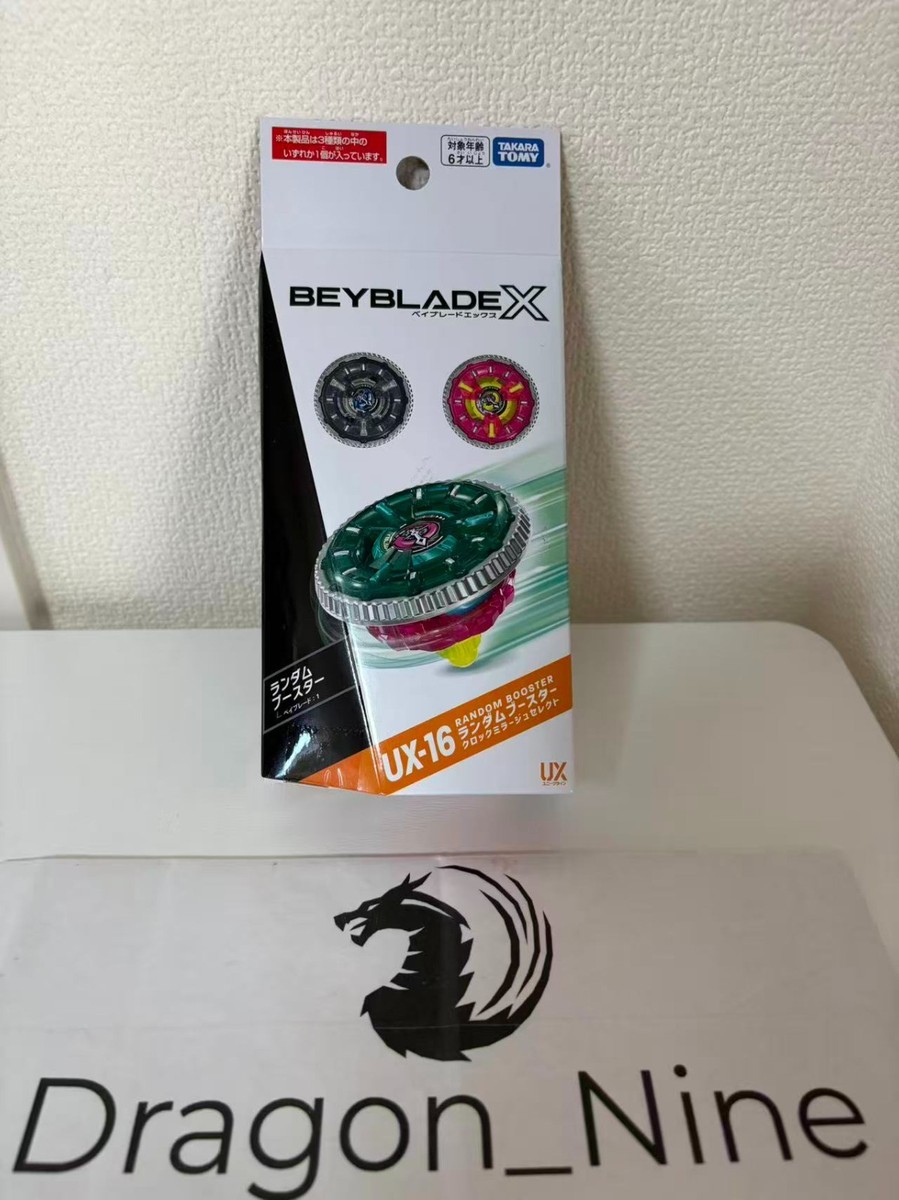 ※本製品は3種類の中の
いずれか1個が入っています。
対象年齢
6才以上
TAKARA
TOMY
BEYBLADE X
ベイブレードエックス
ランダム
ブースター
RANDOM BOOSTER
UX-16 ランダムブースター
クロックミラージュセレクト
UX
Dragon_Nine